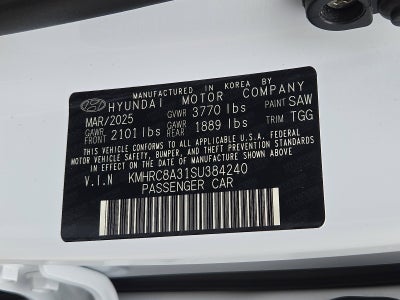 MANUFACTURED IN KOREA BY
HYUNDAI MOTOR COMPANY
MAR/2025 GVWR 3770 lbs PAINT SAW
GAWR FRONT 2101 lbs GAWR REAR 1889 lbs TRIM TGG
THIS VEHICLE CONFORMS TO ALL APPLICABLE U.S.A. FEDERAL
MOTOR VEHICLE SAFETY, BUMPER, AND THEFT PREVENTION STANDARDS
IN EFFECT ON THE DATE OF MANUFACTURE SHOWN ABOVE.
V.I.N KMHRC8A31SU384240
PASSENGER CAR